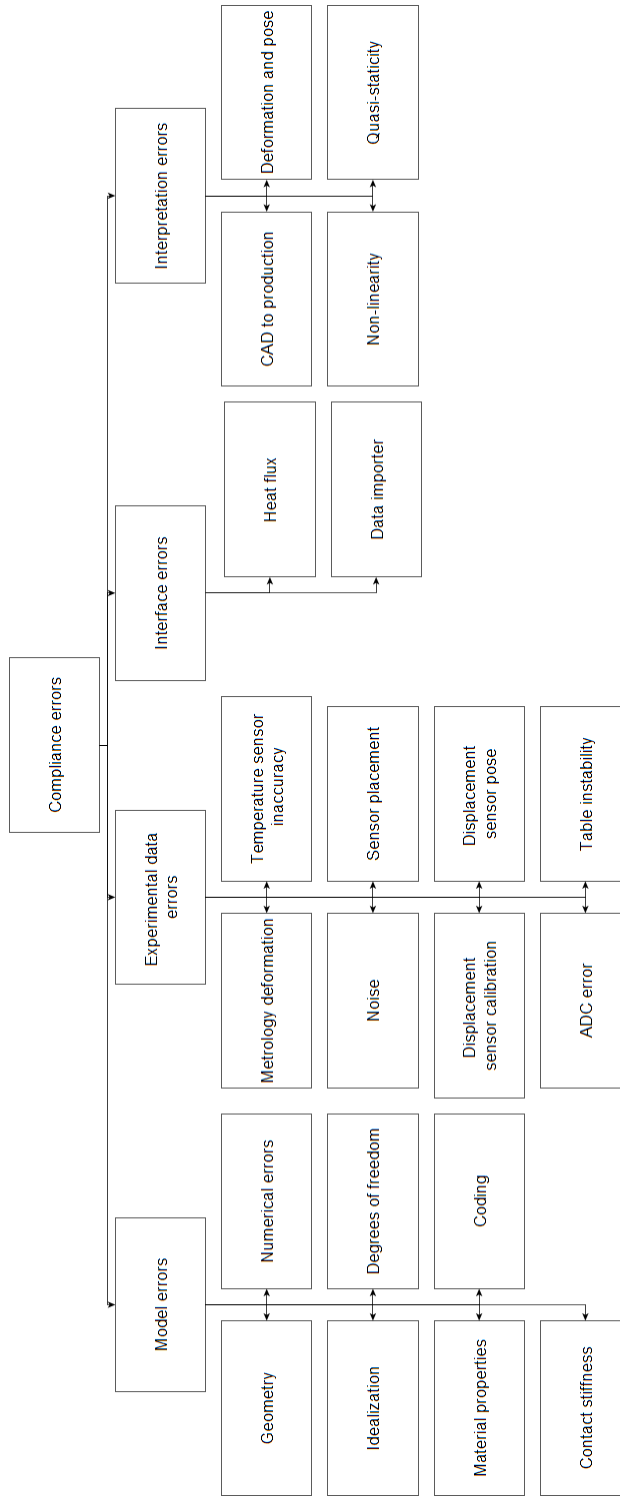 Compliance errors
Model errors
Experimental data
errors
Interface errors
Interpretation errors
Geometry
Numerical errors
Idealization
Degrees of freedom
Material properties
Coding
Contact stiffness
Metrology deformation
Temperature sensor
inaccuracy
Noise
Sensor placement
Displacement
sensor calibration
Displacement
sensor pose
ADC error
Table instability
Heat flux
Data importer
CAD to production
Deformation and pose
Non-linearity
Quasi-staticity